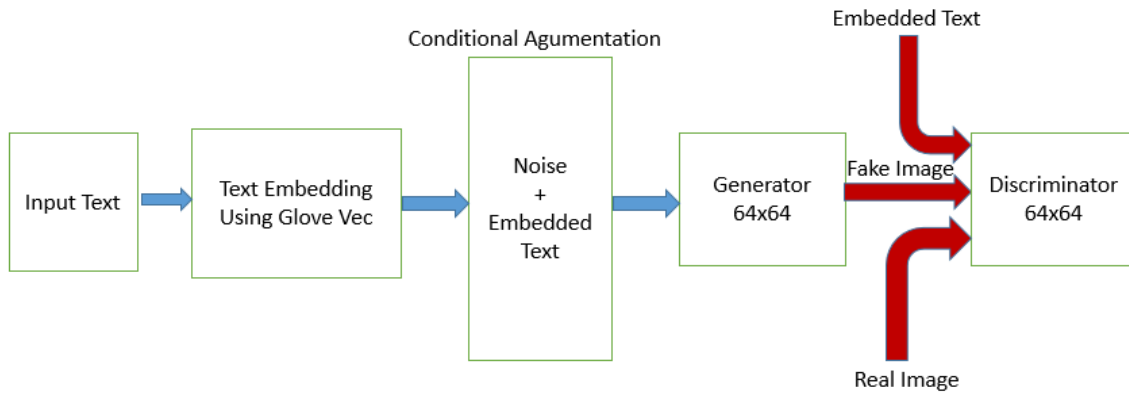 Embedded Text
Conditional Agumentation
Input Text
Text Embedding
Using Glove Vec
Noise
+
Embedded
Text
Generator
64x64
Fake Image
Discriminator
64x64
Real Image